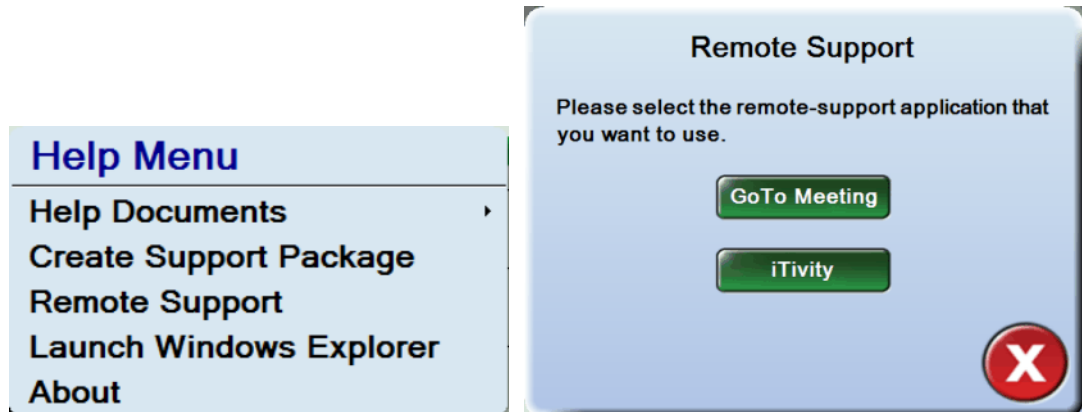 Help Menu
Help Documents
Create Support Package
Remote Support
Launch Windows Explorer
About
Remote Support
Please select the remote-support application that
you want to use.
GoTo Meeting
iTivity
X